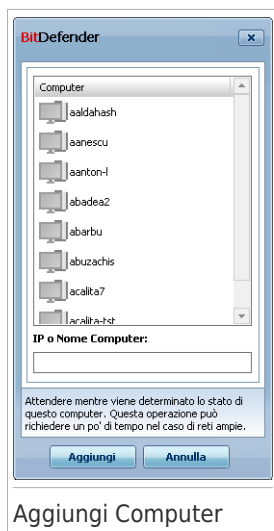 BitDefender
Computer
aaldahash
aanescu
aanton-l
abadea2
abarbu
abuzachis
acalita7
acalita-tst
IP o Nome Computer:
Attendere mentre viene determinato lo stato di
questo computer. Questa operazione può
richiedere un po' di tempo nel caso di reti ampie.
Aggiungi Annulla
Aggiungi Computer